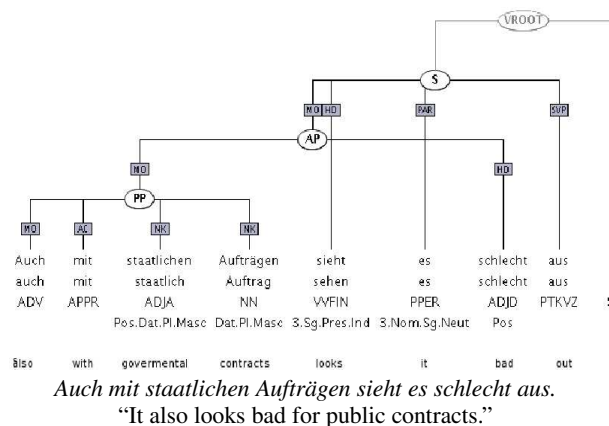 VROOT
S
MO HD PAR SVP
AP
MO HD
PP
MO AC NK NK
Auch mit staatlichen Aufträgen sieht es schlecht aus
auch mit staatlich Auftrag sehen es schlecht aus
ADV APPR ADJA NN VVFIN PPER ADJD PTKVZ
Pos.Dat.Pl.Masc Dat.Pl.Masc 3.Sg.Pres.Ind 3.Nom.Sg.Neut Pos
also with govermental contracts looks it bad out
Auch mit staatlichen Aufträgen sieht es schlecht aus.
“It also looks bad for public contracts.”